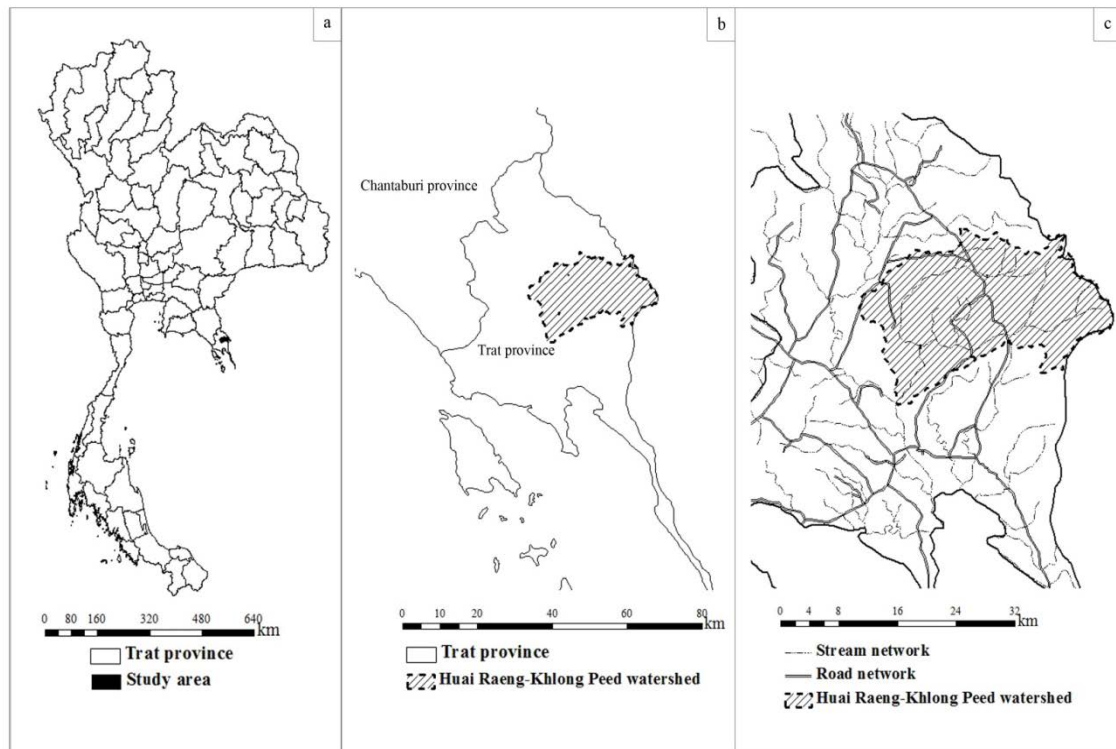 a
0 80 160 320 480 640
km
Trat province
Study area
b
Chantaburi province
Trat province
0 10 20 40 60 80
km
Trat province
Huai Raeng-Khlong Peed watershed
c
0 4 8 16 24 32
km
Stream network
Road network
Huai Raeng-Khlong Peed watershed